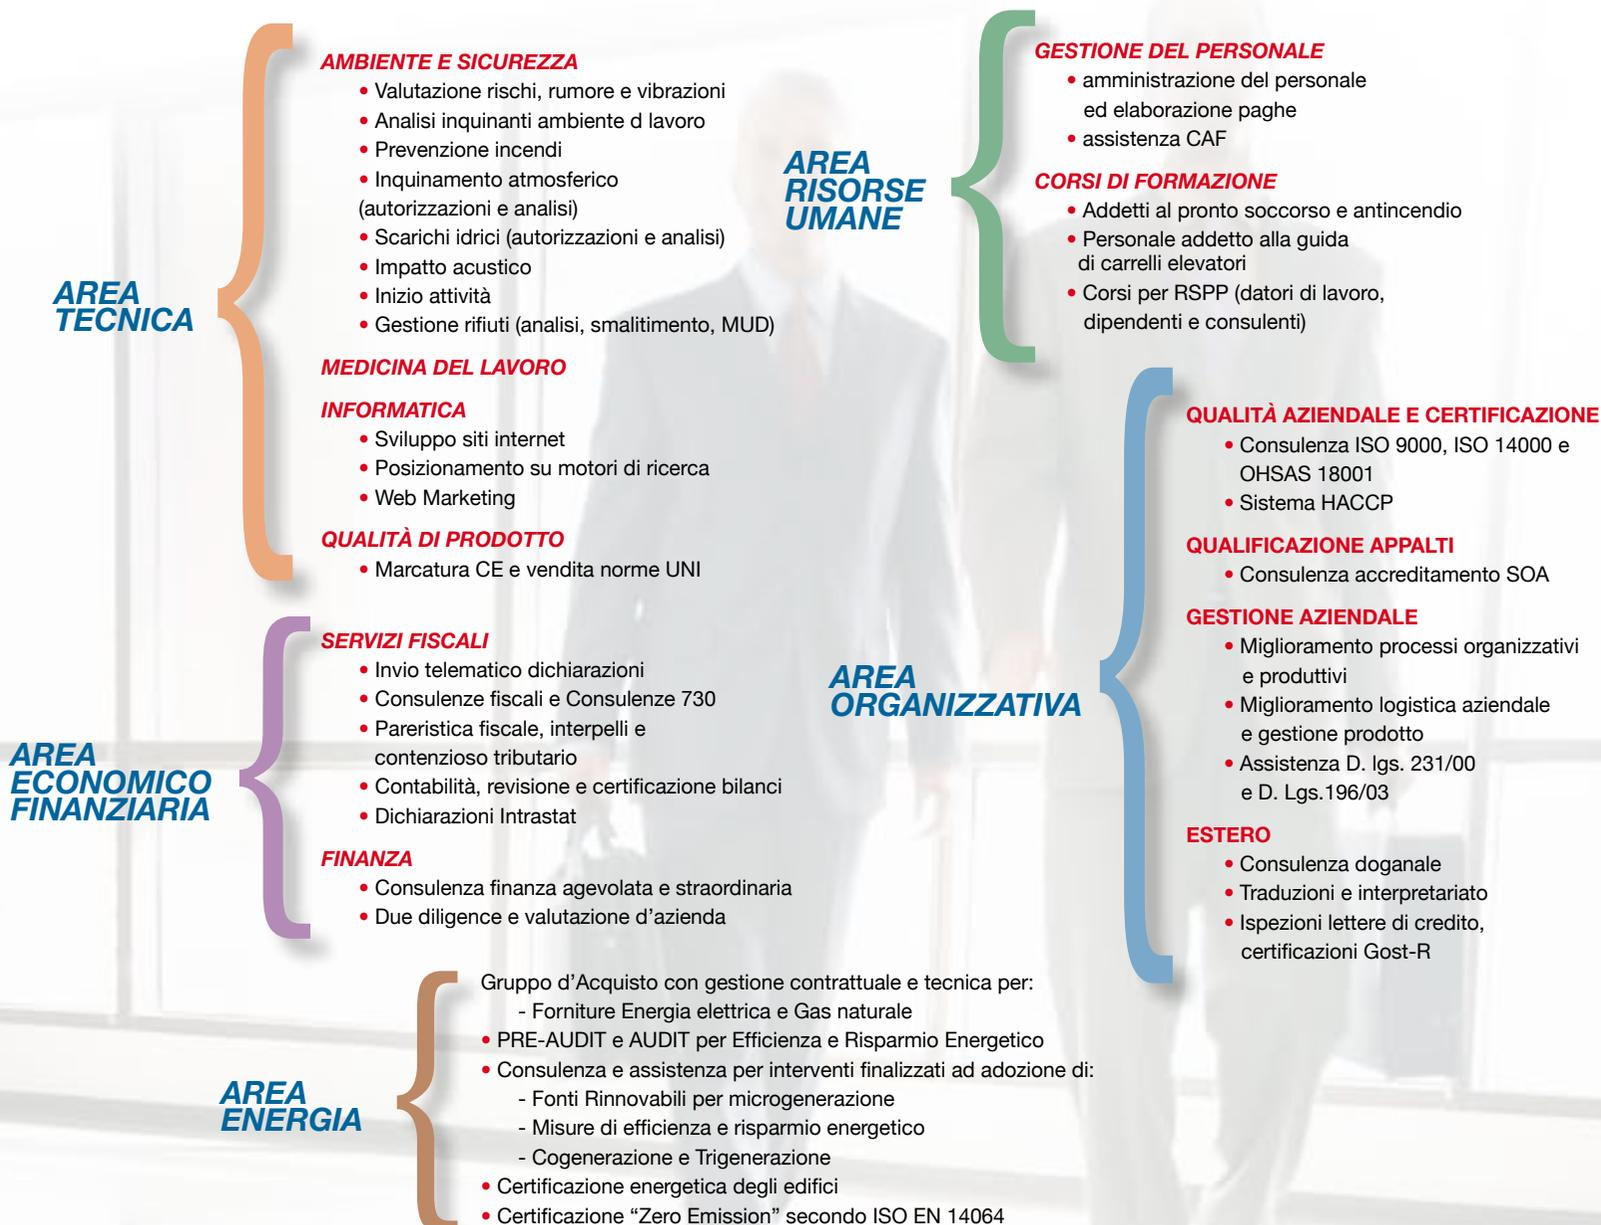 AREA
TECNICA
AMBIENTE E SICUREZZA
• Valutazione rischi, rumore e vibrazioni
• Analisi inquinanti ambiente d lavoro
• Prevenzione incendi
• Inquinamento atmosferico
(autorizzazioni e analisi)
• Scarichi idrici (autorizzazioni e analisi)
• Impatto acustico
• Inizio attività
• Gestione rifiuti (analisi, smalitimento, MUD)
MEDICINA DEL LAVORO
INFORMATICA
• Sviluppo siti internet
• Posizionamento su motori di ricerca
• Web Marketing
QUALITÀ DI PRODOTTO
• Marcatura CE e vendita norme UNI
AREA
ECONOMICO
FINANZIARIA
SERVIZI FISCALI
• Invio telematico dichiarazioni
• Consulenze fiscali e Consulenze 730
• Pareristica fiscale, interpelli e
contenzioso tributario
• Contabilità, revisione e certificazione bilanci
• Dichiarazioni Intrastat
FINANZA
• Consulenza finanza agevolata e straordinaria
• Due diligence e valutazione d'azienda
AREA
RISORSE
UMANE
GESTIONE DEL PERSONALE
• amministrazione del personale
ed elaborazione paghe
• assistenza CAF
CORSI DI FORMAZIONE
• Addetti al pronto soccorso e antincendio
• Personale addetto alla guida
di carrelli elevatori
• Corsi per RSPP (datori di lavoro,
dipendenti e consulenti)
AREA
ORGANIZZATIVA
QUALITÀ AZIENDALE E CERTIFICAZIONE
• Consulenza ISO 9000, ISO 14000 e
OHSAS 18001
• Sistema HACCP
QUALIFICAZIONE APPALTI
• Consulenza accreditamento SOA
GESTIONE AZIENDALE
• Miglioramento processi organizzativi
e produttivi
• Miglioramento logistica aziendale
e gestione prodotto
• Assistenza D. lgs. 231/00
e D. Lgs.196/03
ESTERO
• Consulenza doganale
• Traduzioni e interpretariato
• Ispezioni lettere di credito,
certificazioni Gost-R
AREA
ENERGIA
Gruppo d'Acquisto con gestione contrattuale e tecnica per:
- Forniture Energia elettrica e Gas naturale
• PRE-AUDIT e AUDIT per Efficienza e Risparmio Energetico
• Consulenza e assistenza per interventi finalizzati ad adozione di:
- Fonti Rinnovabili per microgenerazione
- Misure di efficienza e risparmio energetico
- Cogenerazione e Trigenerazione
• Certificazione energetica degli edifici
• Certificazione “Zero Emission” secondo ISO EN 14064